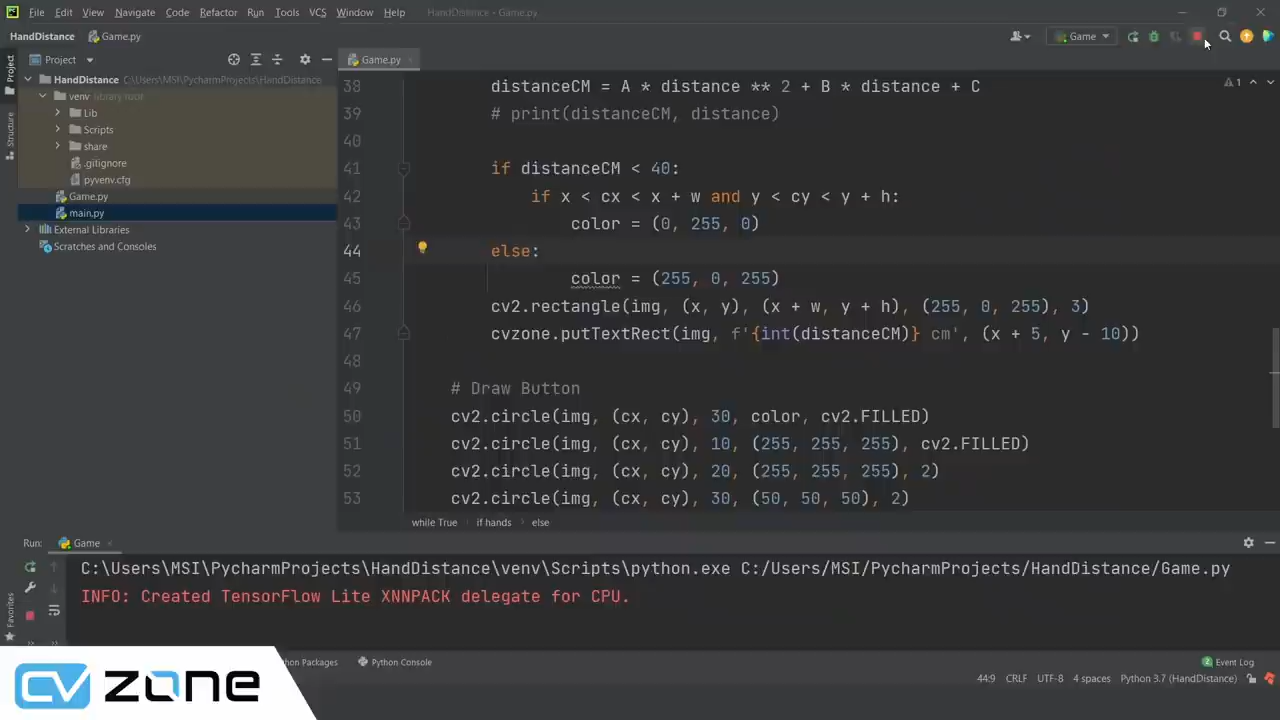 File Edit View Navigate Code Refactor Run Tools VCS Window Help HandDistance - Game.py
HandDistance Game.py Game
Project Game.py
HandDistance C:\Users\MSI\PycharmProjects\HandDistance
venv library root
Lib
Scripts
share
.gitignore
pyvenv.cfg
Game.py
main.py
External Libraries
Scratches and Consoles
Project
Structure
Favorites
1
38 distanceCM = A * distance ** 2 + B * distance + C
39 # print(distanceCM, distance)
40
41 if distanceCM < 40:
42 if x < cx < x + w and y < cy < y + h:
43 color = (0, 255, 0)
44 else:
45 color = (255, 0, 255)
46 cv2.rectangle(img, (x, y), (x + w, y + h), (255, 0, 255), 3)
47 cvzone.putTextRect(img, f'{int(distanceCM)} cm', (x + 5, y - 10))
48
49 # Draw Button
50 cv2.circle(img, (cx, cy), 30, color, cv2.FILLED)
51 cv2.circle(img, (cx, cy), 10, (255, 255, 255), cv2.FILLED)
52 cv2.circle(img, (cx, cy), 20, (255, 255, 255), 2)
53 cv2.circle(img, (cx, cy), 30, (50, 50, 50), 2)
while True if hands else
Run: Game
C:\Users\MSI\PycharmProjects\HandDistance\venv\Scripts\python.exe C:/Users/MSI/PycharmProjects/HandDistance/Game.py
INFO: Created TensorFlow Lite XNNPACK delegate for CPU.
Packages Python Console 2 Event Log
44:9 CRLF UTF-8 4 spaces Python 3.7 (HandDistance)
CV ZONE